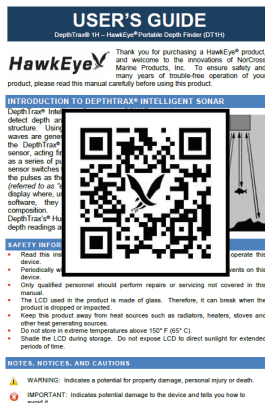 USER'S GUIDE
DepthTrax® 1H – HawkEye® Portable Depth Finder (DT1H)
HawkEye®
Thank you for purchasing a HawkEye® product,
and welcome to the innovations of NorCross
Marine Products, Inc. To ensure safety and
many years of trouble-free operation of your
product, please read this manual carefully before using this product.
INTRODUCTION TO DEPTHTRAX® INTELLIGENT SONAR
DepthTrax®
detect depth an
structure. Using
waves are gene
the DepthTrax®
sensor, acting fir
as a series of pu
sensor switches
the pulses as th
(referred to as "e
display where, u
software, they
composition.
DepthTrax's® Hu
depth readings a
SAFETY INFOR
Read this ins operate this
device.
Periodically w vents on this
device.
Only qualified personnel should perform repairs or servicing not covered in this
manual.
The LCD used in the product is made of glass. Therefore, it can break when the
product is dropped or impacted.
Keep this product away from heat sources such as radiators, heaters, stoves and
other heat generating sources.
Do not store in extreme temperatures above 150° F (65° C).
Shade the LCD during storage. Do not expose LCD to direct sunlight for extended
periods of time.
NOTES, NOTICES, AND CAUTIONS
WARNING: Indicates a potential for property damage, personal injury or death.
IMPORTANT: Indicates potential damage to the device and tells you how to
avoid it.